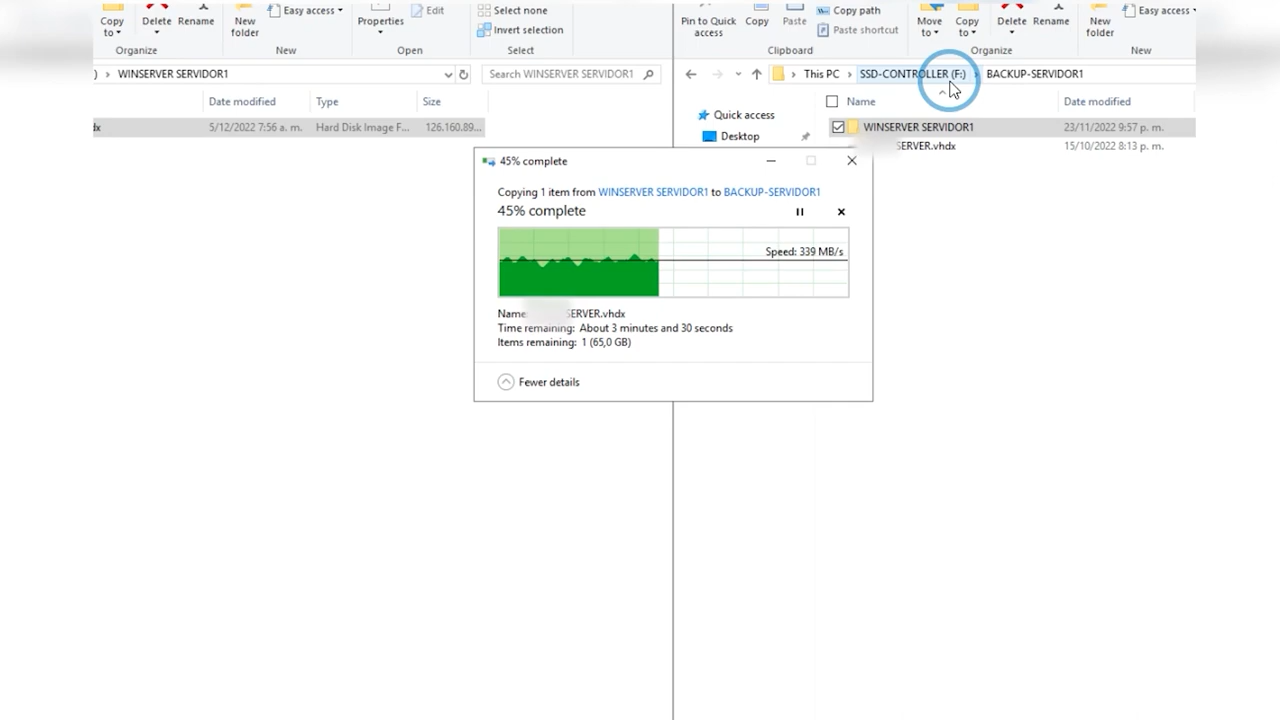 Copy to
Delete
Rename
New folder
Easy access
Properties
Edit
Select none
Invert selection
Organize
New
Open
Select
) › WINSERVER SERVIDOR1
Search WINSERVER SERVIDOR1
Date modified
Type
Size
5/12/2022 7:56 a. m.
Hard Disk Image F...
126.160.89...
Pin to Quick access
Copy
Paste
Copy path
Paste shortcut
Move to
Copy to
Delete
Rename
New folder
Easy access
Clipboard
Organize
New
This PC › SSD-CONTROLLER (F:) › BACKUP-SERVIDOR1
Quick access
Desktop
Name
Date modified
WINSERVER SERVIDOR1
23/11/2022 9:57 p. m.
SERVER.vhdx
15/10/2022 8:13 p. m.
45% complete
Copying 1 item from WINSERVER SERVIDOR1 to BACKUP-SERVIDOR1
45% complete
Speed: 339 MB/s
Name: SERVER.vhdx
Time remaining: About 3 minutes and 30 seconds
Items remaining: 1 (65,0 GB)
Fewer details